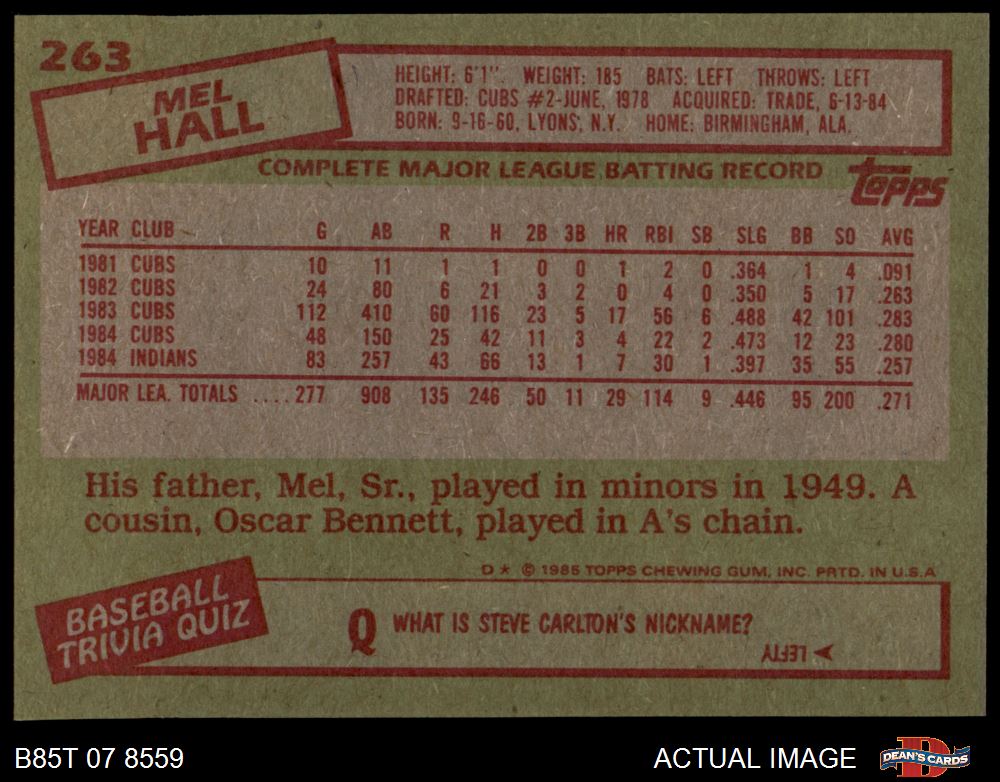 263
MEL
HALL
HEIGHT: 6'1". WEIGHT: 185 BATS: LEFT THROWS: LEFT
DRAFTED: CUBS #2-JUNE, 1978 ACQUIRED: TRADE, 6-13-84
BORN: 9-16-60, LYONS, N.Y. HOME: BIRMINGHAM, ALA.
COMPLETE MAJOR LEAGUE BATTING RECORD
TOPPS
YEAR CLUB G AB R H 2B 3B HR RBI SB SLG BB SO AVG
1981 CUBS 10 11 1 1 0 0 1 2 0 .364 1 4 .091
1982 CUBS 24 80 6 21 3 2 0 4 0 .350 5 17 .263
1983 CUBS 112 410 60 116 23 5 17 56 6 .488 42 101 .283
1984 CUBS 48 150 25 42 11 3 4 22 2 .473 12 23 .280
1984 INDIANS 83 257 43 66 13 1 7 30 1 .397 35 55 .257
MAJOR LEA. TOTALS ....277 908 135 246 50 11 29 114 9 .446 95 200 .271
His father, Mel, Sr., played in minors in 1949. A
cousin, Oscar Bennett, played in A's chain.
D * © 1985 TOPPS CHEWING GUM, INC. PRTD. IN U.S.A
BASEBALL
TRIVIA QUIZ
Q WHAT IS STEVE CARLTON'S NICKNAME?
LEFTY
B85T 07 8559
ACTUAL IMAGE
D
DEAN'S CARDS